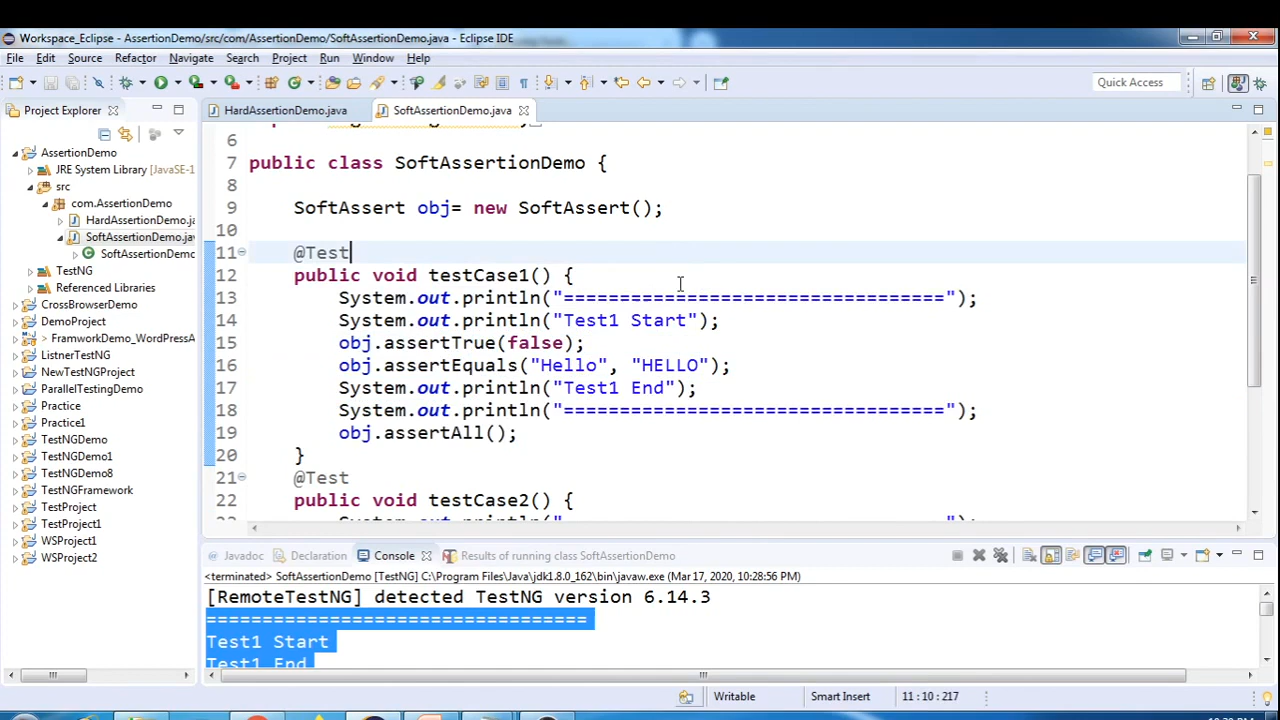 Workspace_Eclipse - AssertionDemo/src/com/AssertionDemo/SoftAssertionDemo.java - Eclipse IDE
File Edit Source Refactor Navigate Search Project Run Window Help
Quick Access
Project Explorer
HardAssertionDemo.java
SoftAssertionDemo.java
AssertionDemo
JRE System Library [JavaSE-1
src
com.AssertionDemo
HardAssertionDemo.ja
SoftAssertionDemo.jav
SoftAssertionDemo
TestNG
Referenced Libraries
CrossBrowserDemo
DemoProject
> FramworkDemo_WordPressA
ListnerTestNG
NewTestNGProject
ParallelTestingDemo
Practice
Practice1
TestNGDemo
TestNGDemo1
TestNGDemo8
TestNGFramework
TestProject
TestProject1
WSProject1
WSProject2
6
7 public class SoftAssertionDemo {
8
9 SoftAssert obj= new SoftAssert();
10
11 @Test
12 public void testCase1() {
13 System.out.println("==================================");
14 System.out.println("Test1 Start");
15 obj.assertTrue(false);
16 obj.assertEquals("Hello", "HELLO");
17 System.out.println("Test1 End");
18 System.out.println("==================================");
19 obj.assertAll();
20 }
21 @Test
22 public void testCase2() {
Javadoc Declaration Console Results of running class SoftAssertionDemo
<terminated> SoftAssertionDemo [TestNG] C:\Program Files\Java\jdk1.8.0_162\bin\javaw.exe (Mar 17, 2020, 10:28:56 PM)
[RemoteTestNG] detected TestNG version 6.14.3
==================================
Test1 Start
Test1 End
Writable Smart Insert 11 : 10 : 217